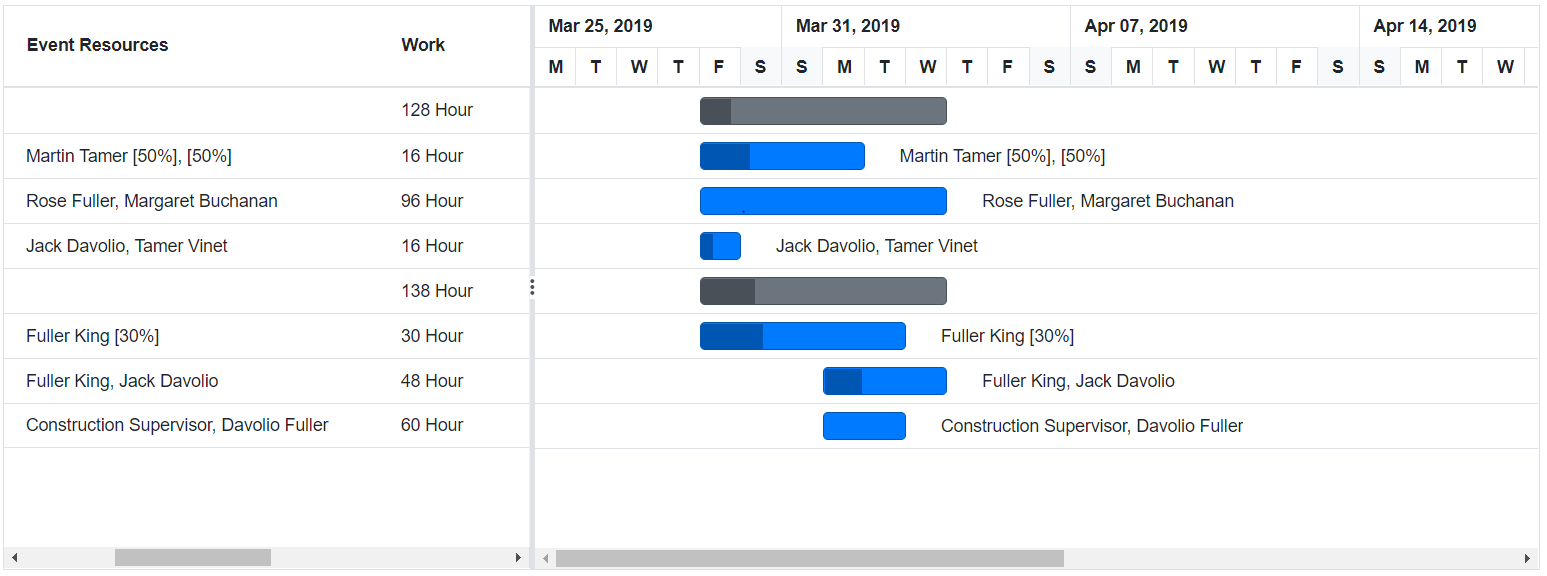 Event Resources Work Mar 25, 2019 Mar 31, 2019 Apr 07, 2019 Apr 14, 2019
M T W T F S S M T W T F S S M T W T F S S M T W
128 Hour
Martin Tamer [50%], [50%] 16 Hour Martin Tamer [50%], [50%]
Rose Fuller, Margaret Buchanan 96 Hour Rose Fuller, Margaret Buchanan
Jack Davolio, Tamer Vinet 16 Hour Jack Davolio, Tamer Vinet
138 Hour
Fuller King [30%] 30 Hour Fuller King [30%]
Fuller King, Jack Davolio 48 Hour Fuller King, Jack Davolio
Construction Supervisor, Davolio Fuller 60 Hour Construction Supervisor, Davolio Fuller